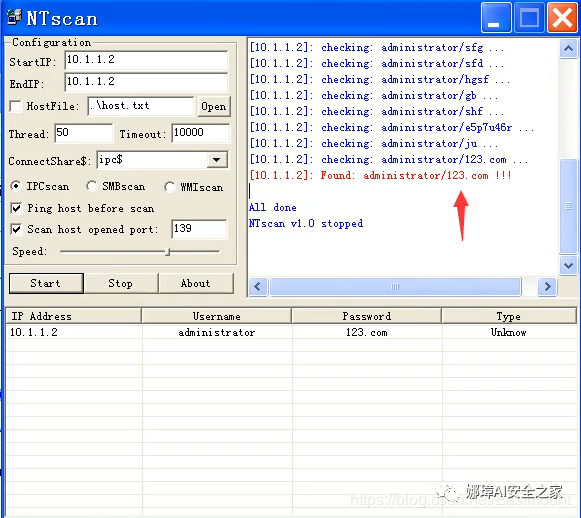 NTscan
Configuration
StartIP: 10.1.1.2
EndIP: 10.1.1.2
HostFile: .\host.txt Open
Thread: 50 Timeout: 10000
ConnectShare$: ipc$
IPCscan SMBscan WMIscan
Ping host before scan
Scan host opened port: 139
Speed:
Start Stop About
[10.1.1.2]: checking: administrator/sfg ...
[10.1.1.2]: checking: administrator/sfd ...
[10.1.1.2]: checking: administrator/hgsf ...
[10.1.1.2]: checking: administrator/gb ...
[10.1.1.2]: checking: administrator/shf ...
[10.1.1.2]: checking: administrator/e5p7u46r ...
[10.1.1.2]: checking: administrator/ju ...
[10.1.1.2]: checking: administrator/123.com ...
[10.1.1.2]: Found: administrator/123.com !!!
All done
NTscan v1.0 stopped
IP Address Username Password Type
10.1.1.2 administrator 123.com Unknow
娜璋AI安全之家
https://blog.csdn.net/Eastmount